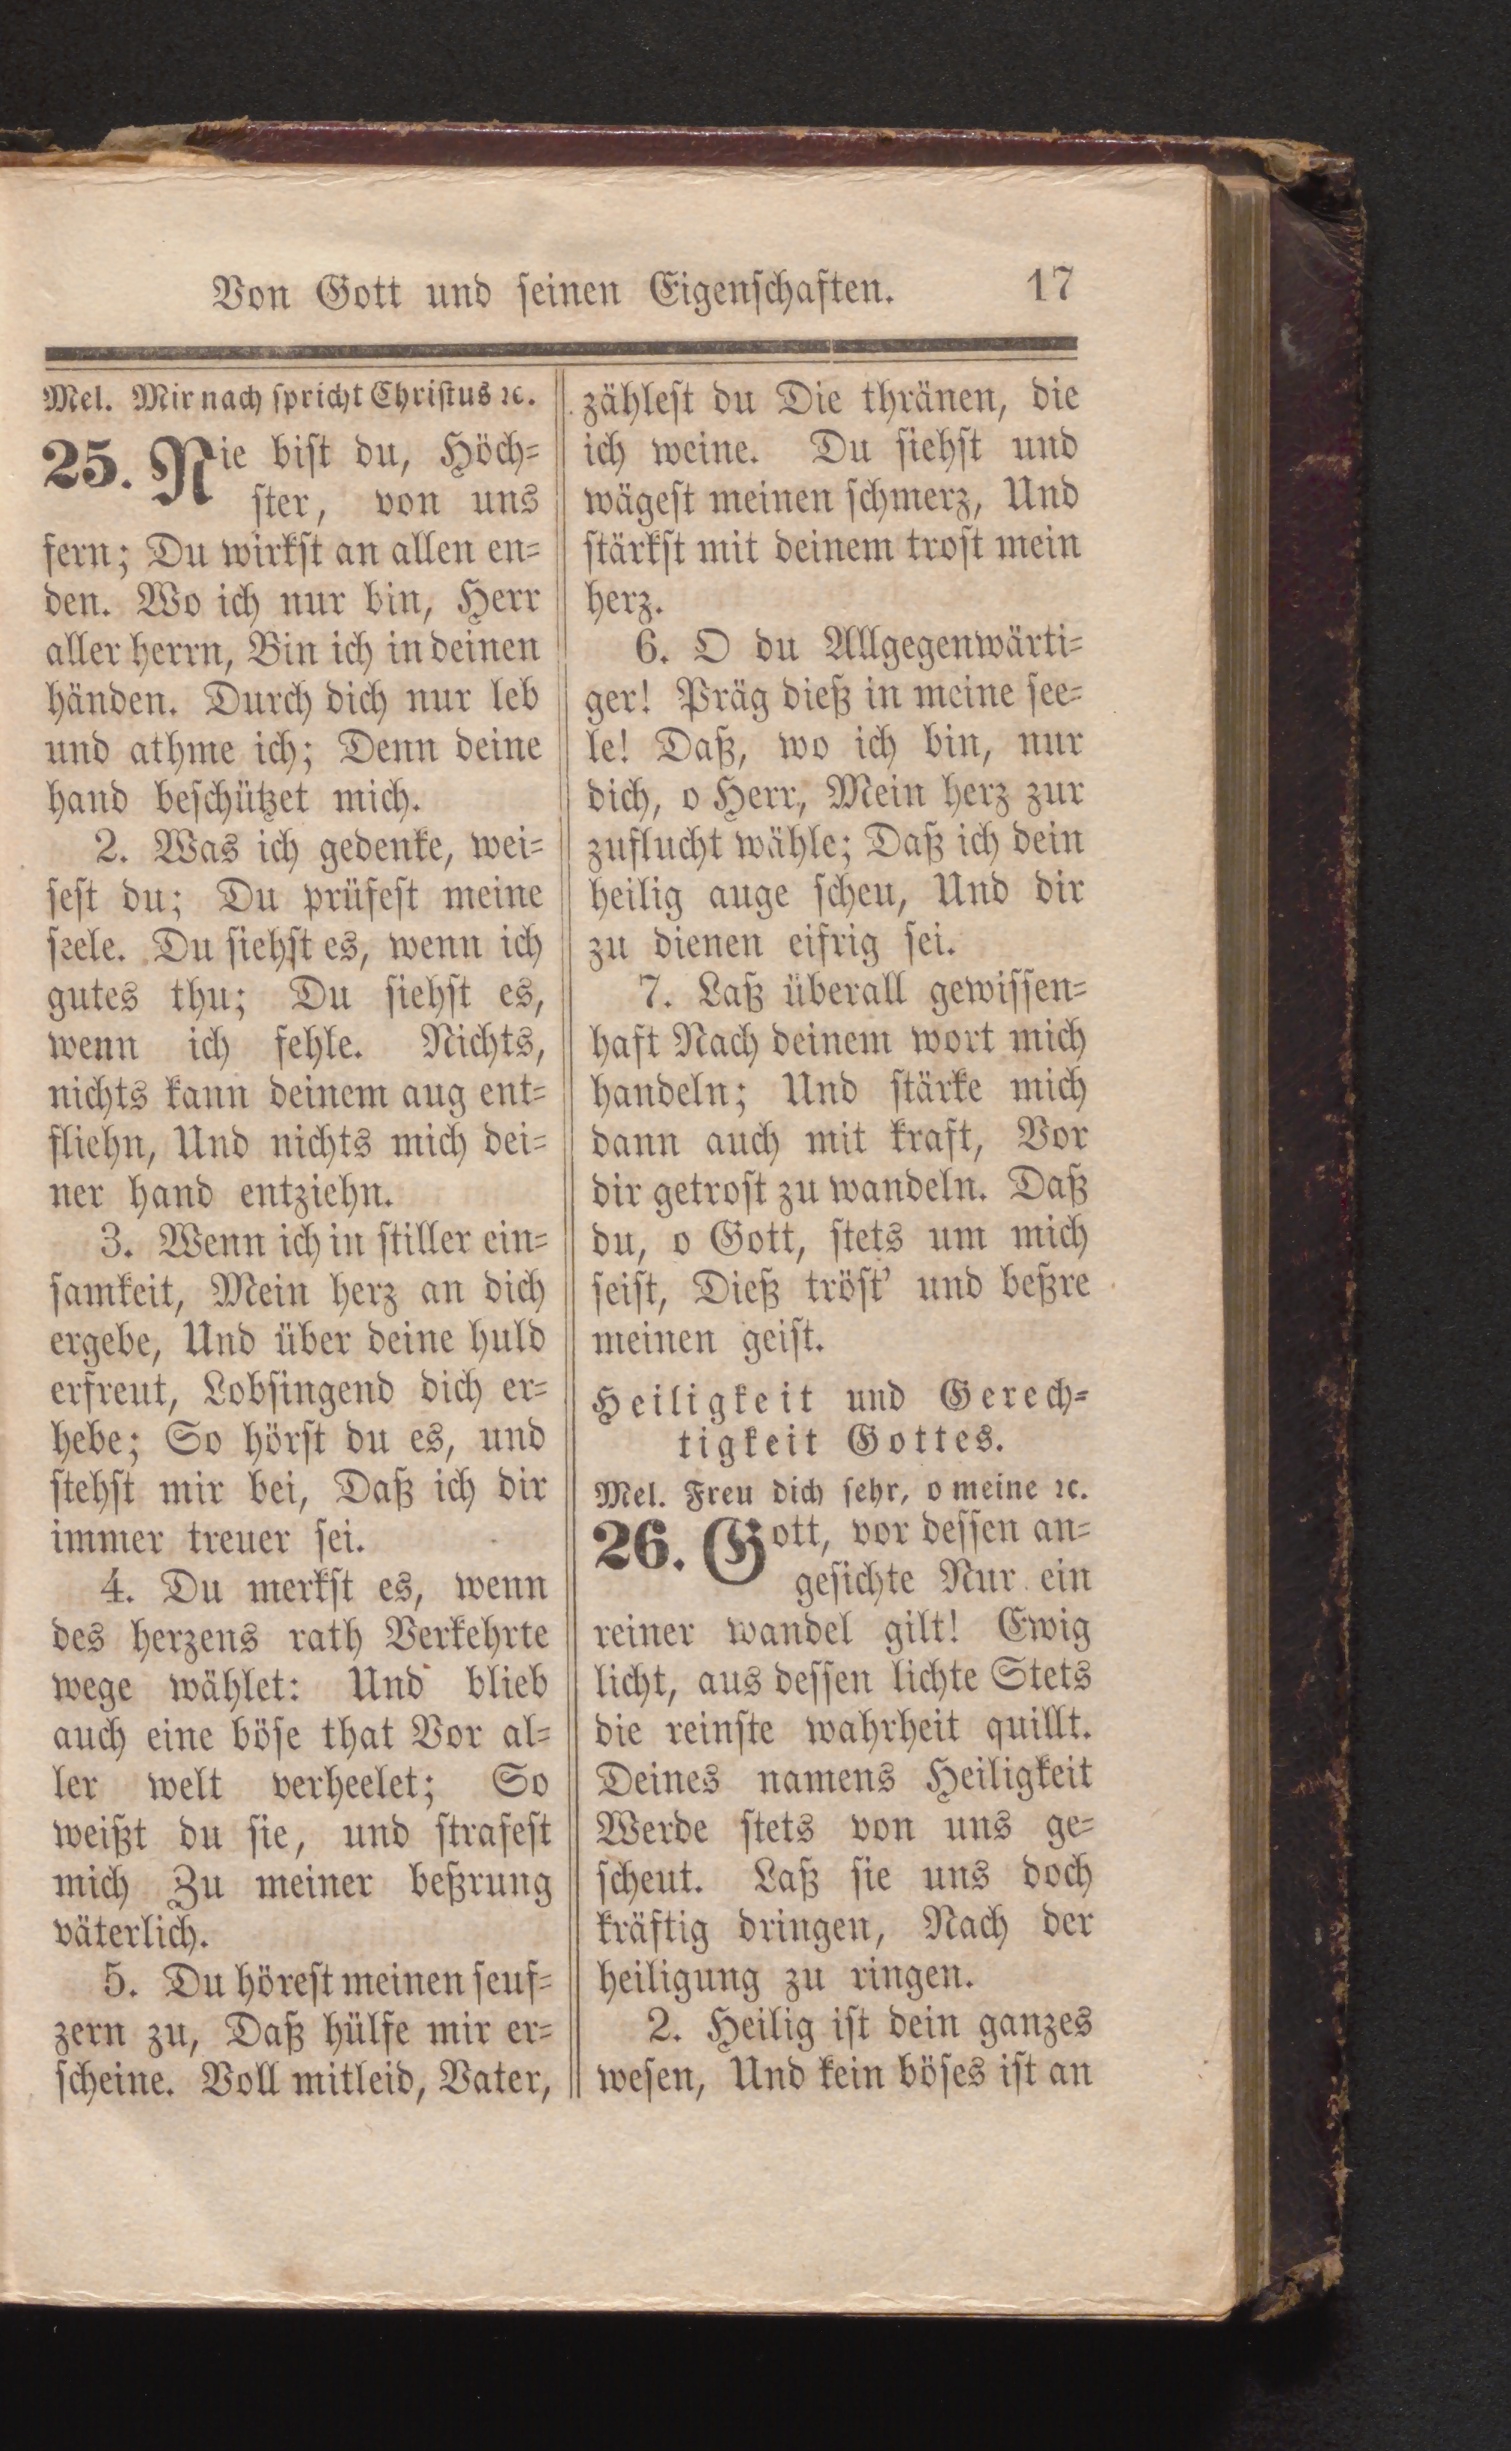 Von Gott und seinen Eigenschaften. 17
Mel. Mir nach spricht Christus ꝛc.
25. Nie bist du, Höch-
ster, von uns
fern; Du wirkst an allen en-
den. Wo ich nur bin, Herr
aller herrn, Bin ich in deinen
händen. Durch dich nur leb
und athme ich; Denn deine
hand beschützet mich.
2. Was ich gedenke, wei-
sest du; Du prüfest meine
seele. Du siehst es, wenn ich
gutes thu; Du siehst es,
wenn ich fehle. Nichts,
nichts kann deinem aug ent-
fliehn, Und nichts mich dei-
ner hand entziehn.
3. Wenn ich in stiller ein-
samkeit, Mein herz an dich
ergebe, Und über deine huld
erfreut, Lobsingend dich er-
hebe; So hörst du es, und
stehst mir bei, Daß ich dir
immer treuer sei.
4. Du merkst es, wenn
des herzens rath Verkehrte
wege wählet: Und blieb
auch eine böse that Vor al-
ler welt verheelet; So
weißt du sie, und strafest
mich Zu meiner beßrung
väterlich.
5. Du hörest meinen seuf-
zern zu, Daß hülfe mir er-
scheine. Voll mitleid, Vater,
zählest du Die thränen, die
ich weine. Du siehst und
wägest meinen schmerz, Und
stärkst mit deinem trost mein
herz.
6. O du Allgegenwärti-
ger! Präg dieß in meine see-
le! Daß, wo ich bin, nur
dich, o Herr, Mein herz zur
zuflucht wähle; Daß ich dein
heilig auge scheu, Und dir
zu dienen eifrig sei.
7. Laß überall gewissen-
haft Nach deinem wort mich
handeln; Und stärke mich
dann auch mit kraft, Vor
dir getrost zu wandeln. Daß
du, o Gott, stets um mich
seist, Dieß tröst' und beßre
meinen geist.
Heiligkeit und Gerech-
tigkeit Gottes.
Mel. Freu dich sehr, o meine ꝛc.
26. Gott, vor dessen an-
gesichte Nur ein
reiner wandel gilt! Ewig
licht, aus dessen lichte Stets
die reinste wahrheit quillt.
Deines namens Heiligkeit
Werde stets von uns ge-
scheut. Laß sie uns doch
kräftig dringen, Nach der
heiligung zu ringen.
2. Heilig ist dein ganzes
wesen, Und kein böses ist an